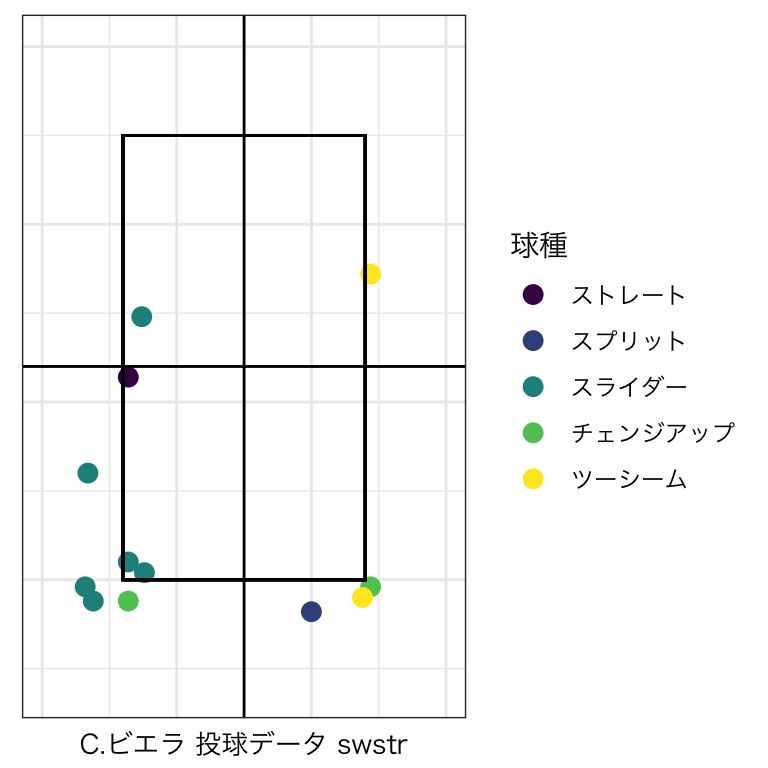 球種
ストレート
スプリット
スライダー
チェンジアップ
ツーシーム
C.ビエラ 投球データ swstr